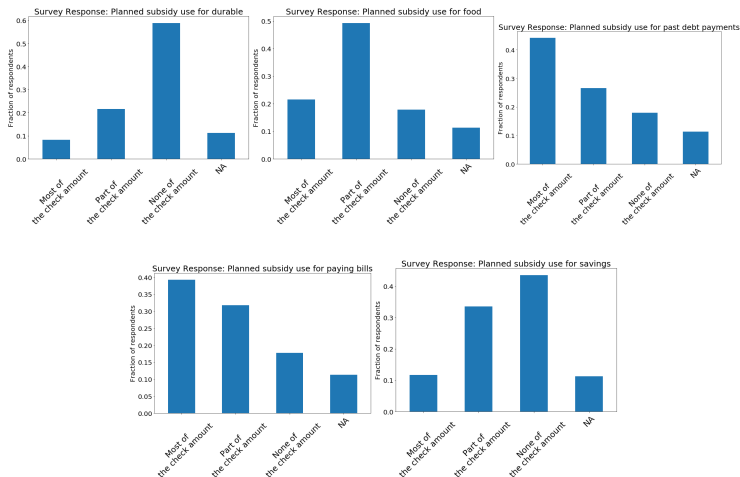 Survey Response: Planned subsidy use for durable
Fraction of respondents
0.6
0.5
0.4
0.3
0.2
0.1
0.0
Most of
the check amount
Part of
the check amount
None of
the check amount
NA
Survey Response: Planned subsidy use for food
Fraction of respondents
0.5
0.4
0.3
0.2
0.1
0.0
Most of
the check amount
Part of
the check amount
None of
the check amount
NA
Survey Response: Planned subsidy use for past debt payments
Fraction of respondents
0.4
0.3
0.2
0.1
0.0
Most of
the check amount
Part of
the check amount
None of
the check amount
NA
Survey Response: Planned subsidy use for paying bills
Fraction of respondents
0.40
0.35
0.30
0.25
0.20
0.15
0.10
0.05
0.00
Most of
the check amount
Part of
the check amount
None of
the check amount
NA
Survey Response: Planned subsidy use for savings
Fraction of respondents
0.4
0.3
0.2
0.1
0.0
Most of
the check amount
Part of
the check amount
None of
the check amount
NA